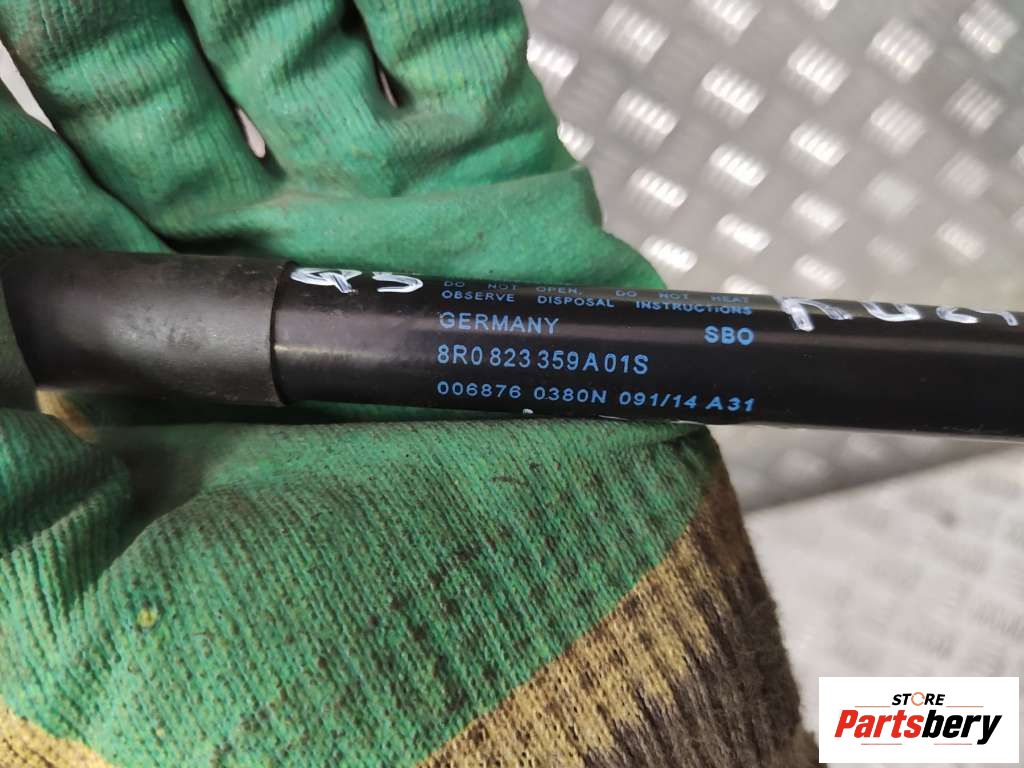 Q5
DO NOT OPEN. DO NOT HEAT
OBSERVE DISPOSAL INSTRUCTIONS
GERMANY SBO
8R0 823 359 A 01S
006876 0380N 091/14 A31
STORE
Partsbery